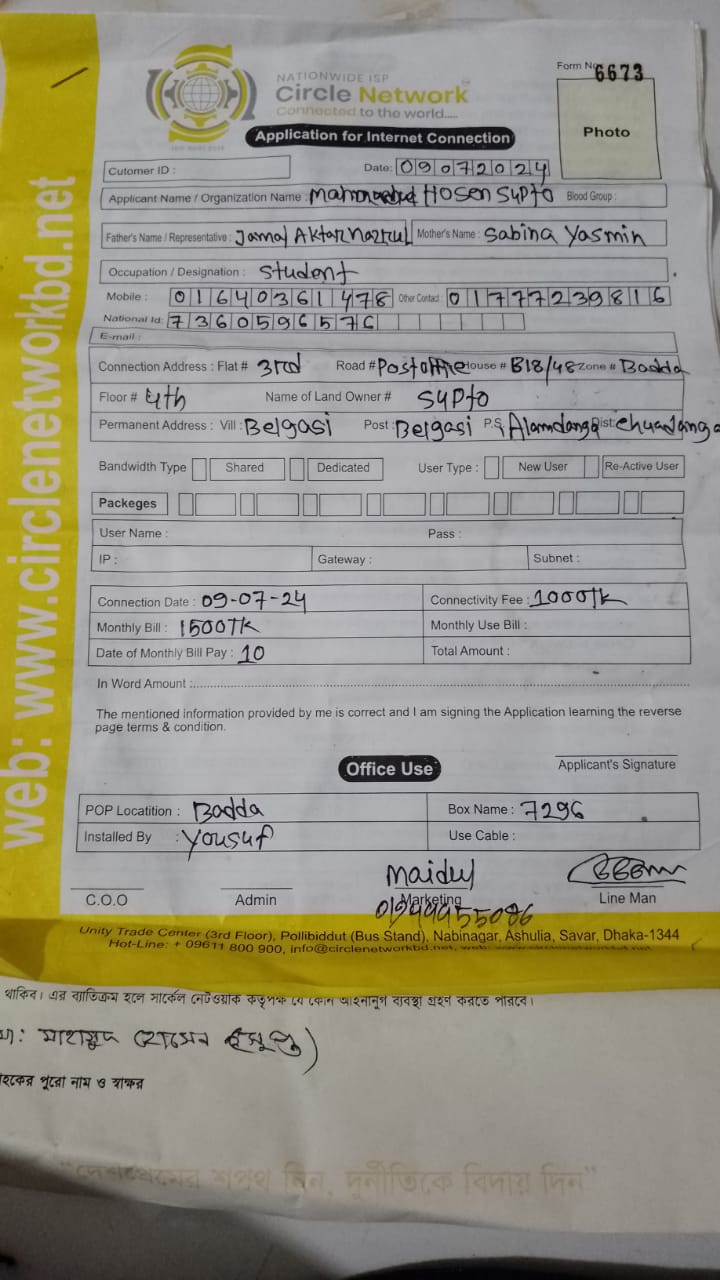 NATIONWIDE ISP
Circle Network
Connected to the world.....
Form No 6673
Photo
Application for Internet Connection
Cutomer ID :
Date: 09072024
Applicant Name / Organization Name : Hosen Sypto Blood Group :
Father's Name / Representative : Jamal Aktar Nazrul Mother's Name : Sabina Yasmin
Occupation / Designation : Student
Mobile : 01640361478 Other Contact : 01777239816
National Id: 7360596576
E-mail :
Connection Address : Flat # 3rd Road # Postoffice House # B18/48 Zone # Badda
Floor # 4th Name of Land Owner # Sypto
Permanent Address : Vill : Belgasi Post : Belgasi P.S Alamdanga Dist: Chuadanga
Bandwidth Type Shared Dedicated User Type : New User Re-Active User
Packeges
User Name : Pass :
IP : Gateway : Subnet :
Connection Date : 09-07-24 Connectivity Fee : 1000Tk
Monthly Bill : 1500Tk Monthly Use Bill :
Date of Monthly Bill Pay : 10 Total Amount :
In Word Amount :
The mentioned information provided by me is correct and I am signing the Application learning the reverse
page terms & condition.
Applicant's Signature
Office Use
POP Locatition : Badda Box Name : 7296
Installed By : Yousuf Use Cable :
Maidul
C.O.O Admin Marketing Line Man
Unity Trade Center (3rd Floor), Pollibiddut (Bus Stand), Nabinagar, Ashulia, Savar, Dhaka-1344
Hot-Line: + 09611 800 900, info@circlenetworkbd.net, web: www.circlenetworkbd.net
web: www.circlenetworkbd.net
থাকিব। এর ব্যতিক্রম হলে সার্কেল নেটওয়ার্ক কতৃপক্ষ যে কোন আইনানুগ ব্যবস্থা গ্রহণ করতে পারবে।
মাহামুদ হোসেন
হকের পুরো নাম ও স্বাক্ষর
“দেশপ্রেমের শপথ নিন, দুর্নীতিকে বিদায় দিন”